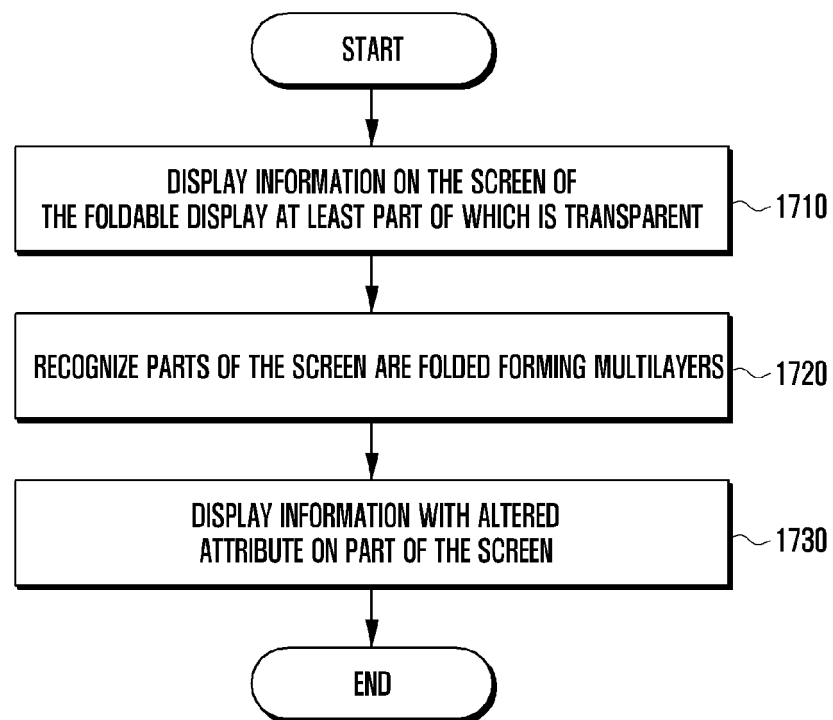 START
DISPLAY INFORMATION ON THE SCREEN OF
THE FOLDABLE DISPLAY AT LEAST PART OF WHICH IS TRANSPARENT
1710
RECOGNIZE PARTS OF THE SCREEN ARE FOLDED FORMING MULTILAYERS
1720
DISPLAY INFORMATION WITH ALTERED
ATTRIBUTE ON PART OF THE SCREEN
1730
END